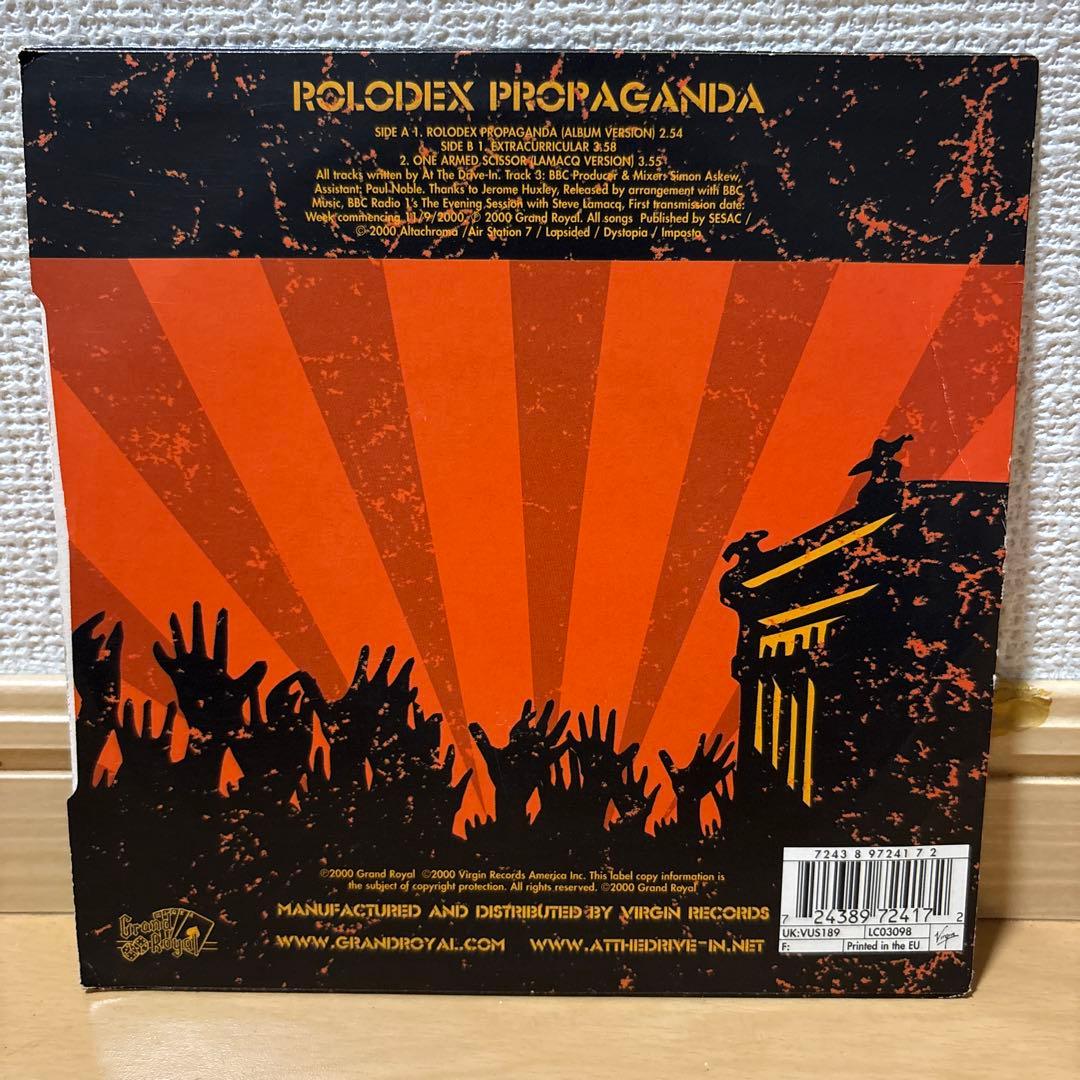 ROLODEX PROPAGANDA
SIDE A 1. ROLODEX PROPAGANDA (ALBUM VERSION) 2.54
SIDE B 1. EXTRACURRICULAR 3.58
2. ONE ARMED SCISSOR (LAMACQ VERSION) 3.55
All tracks written by At The Drive-In. Track 3: BBC Producer & Mixer: Simon Askew,
Assistant: Paul Noble. Thanks to Jerome Huxley, Released by arrangement with BBC
Music, BBC Radio 1's The Evening Session with Steve Lamacq, First transmission date:
Week commencing 11/9/2000, ℗ 2000 Grand Royal. All songs Published by SESAC /
© 2000 Altachroma /Air Station 7 / Lapsided / Dystopia / Imposto
℗2000 Grand Royal ©2000 Virgin Records America Inc. This label copy information is
the subject of copyright protection. All rights reserved. ©2000 Grand Royal
MANUFACTURED AND DISTRIBUTED BY VIRGIN RECORDS
WWW.GRANDROYAL.COM WWW.ATTHEDRIVE-IN.NET
Grand
Royal
7243 8 97241 7 2
7 24389 72417 2
UK:VUS189 LC03098 Virgin
F: Printed in the EU